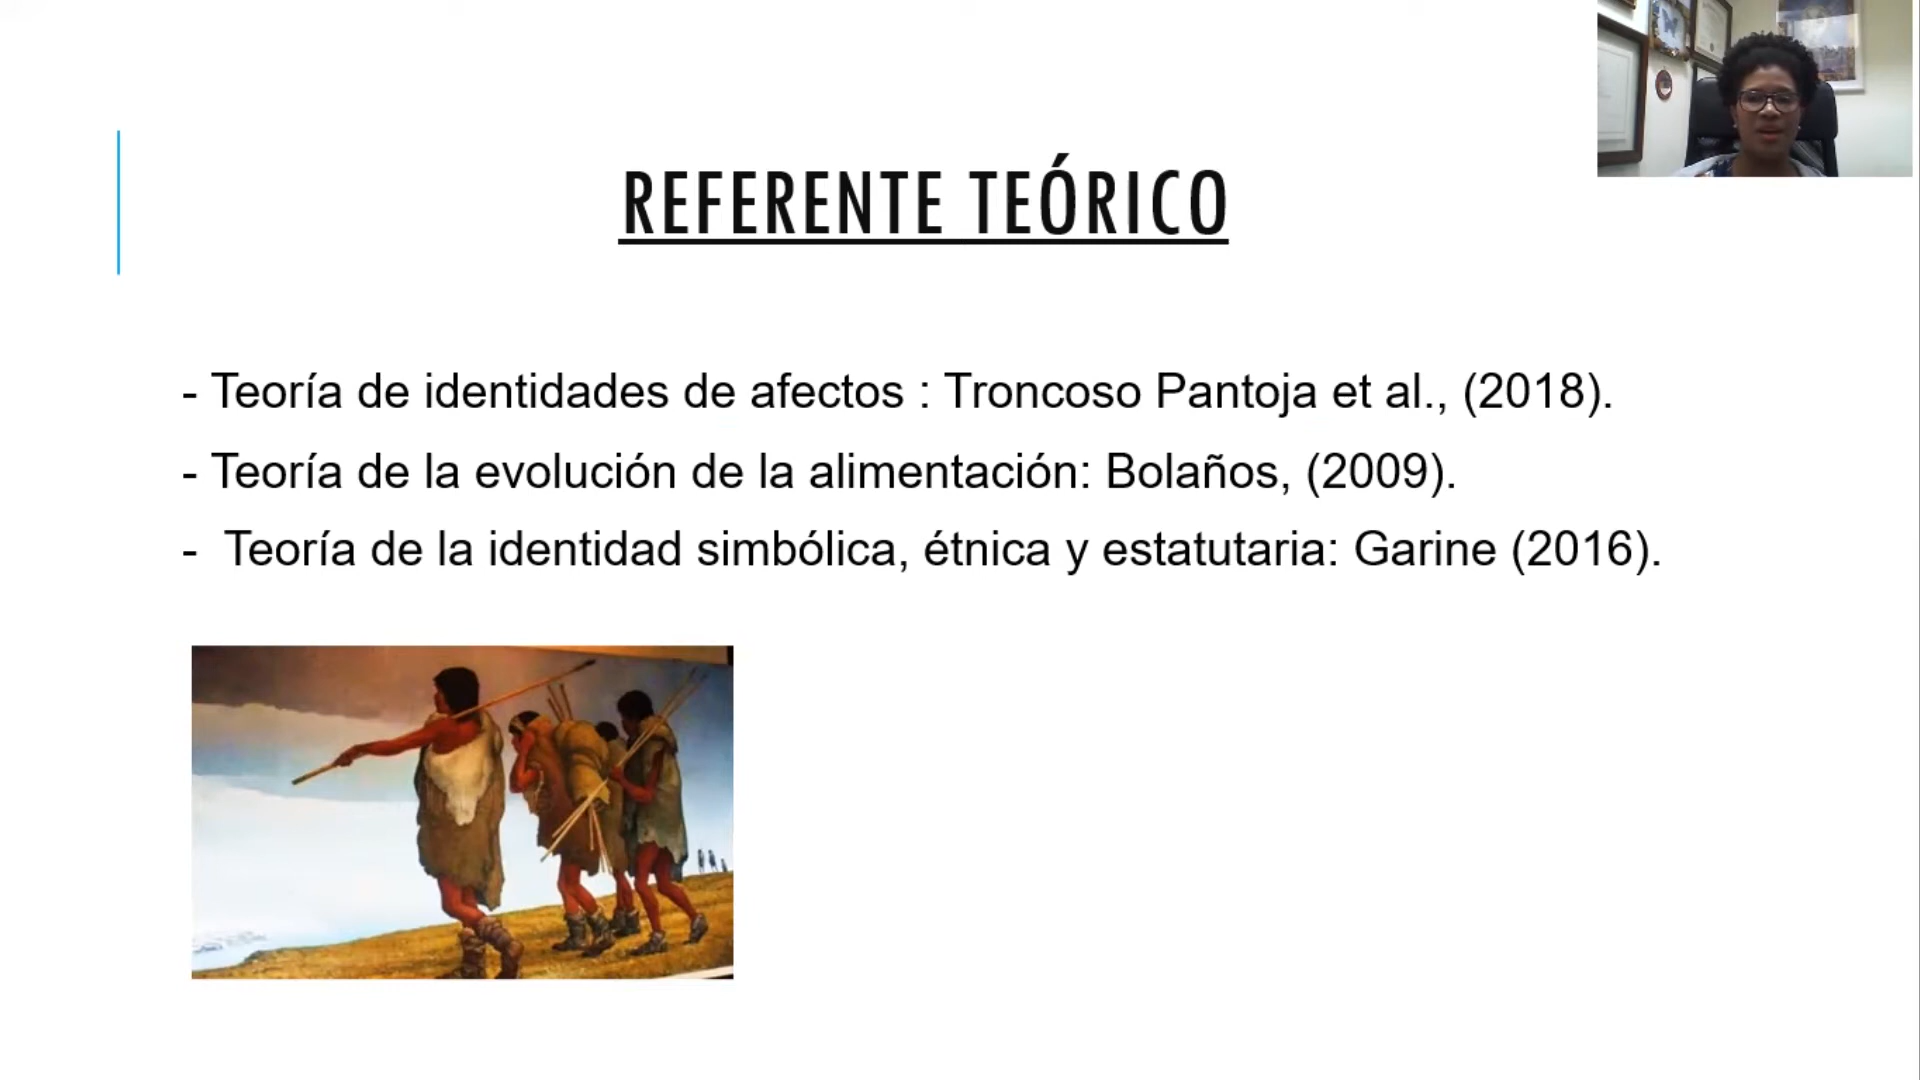 REFERENTE TEÓRICO
- Teoría de identidades de afectos : Troncoso Pantoja et al., (2018).
- Teoría de la evolución de la alimentación: Bolaños, (2009).
- Teoría de la identidad simbólica, étnica y estatutaria: Garine (2016).